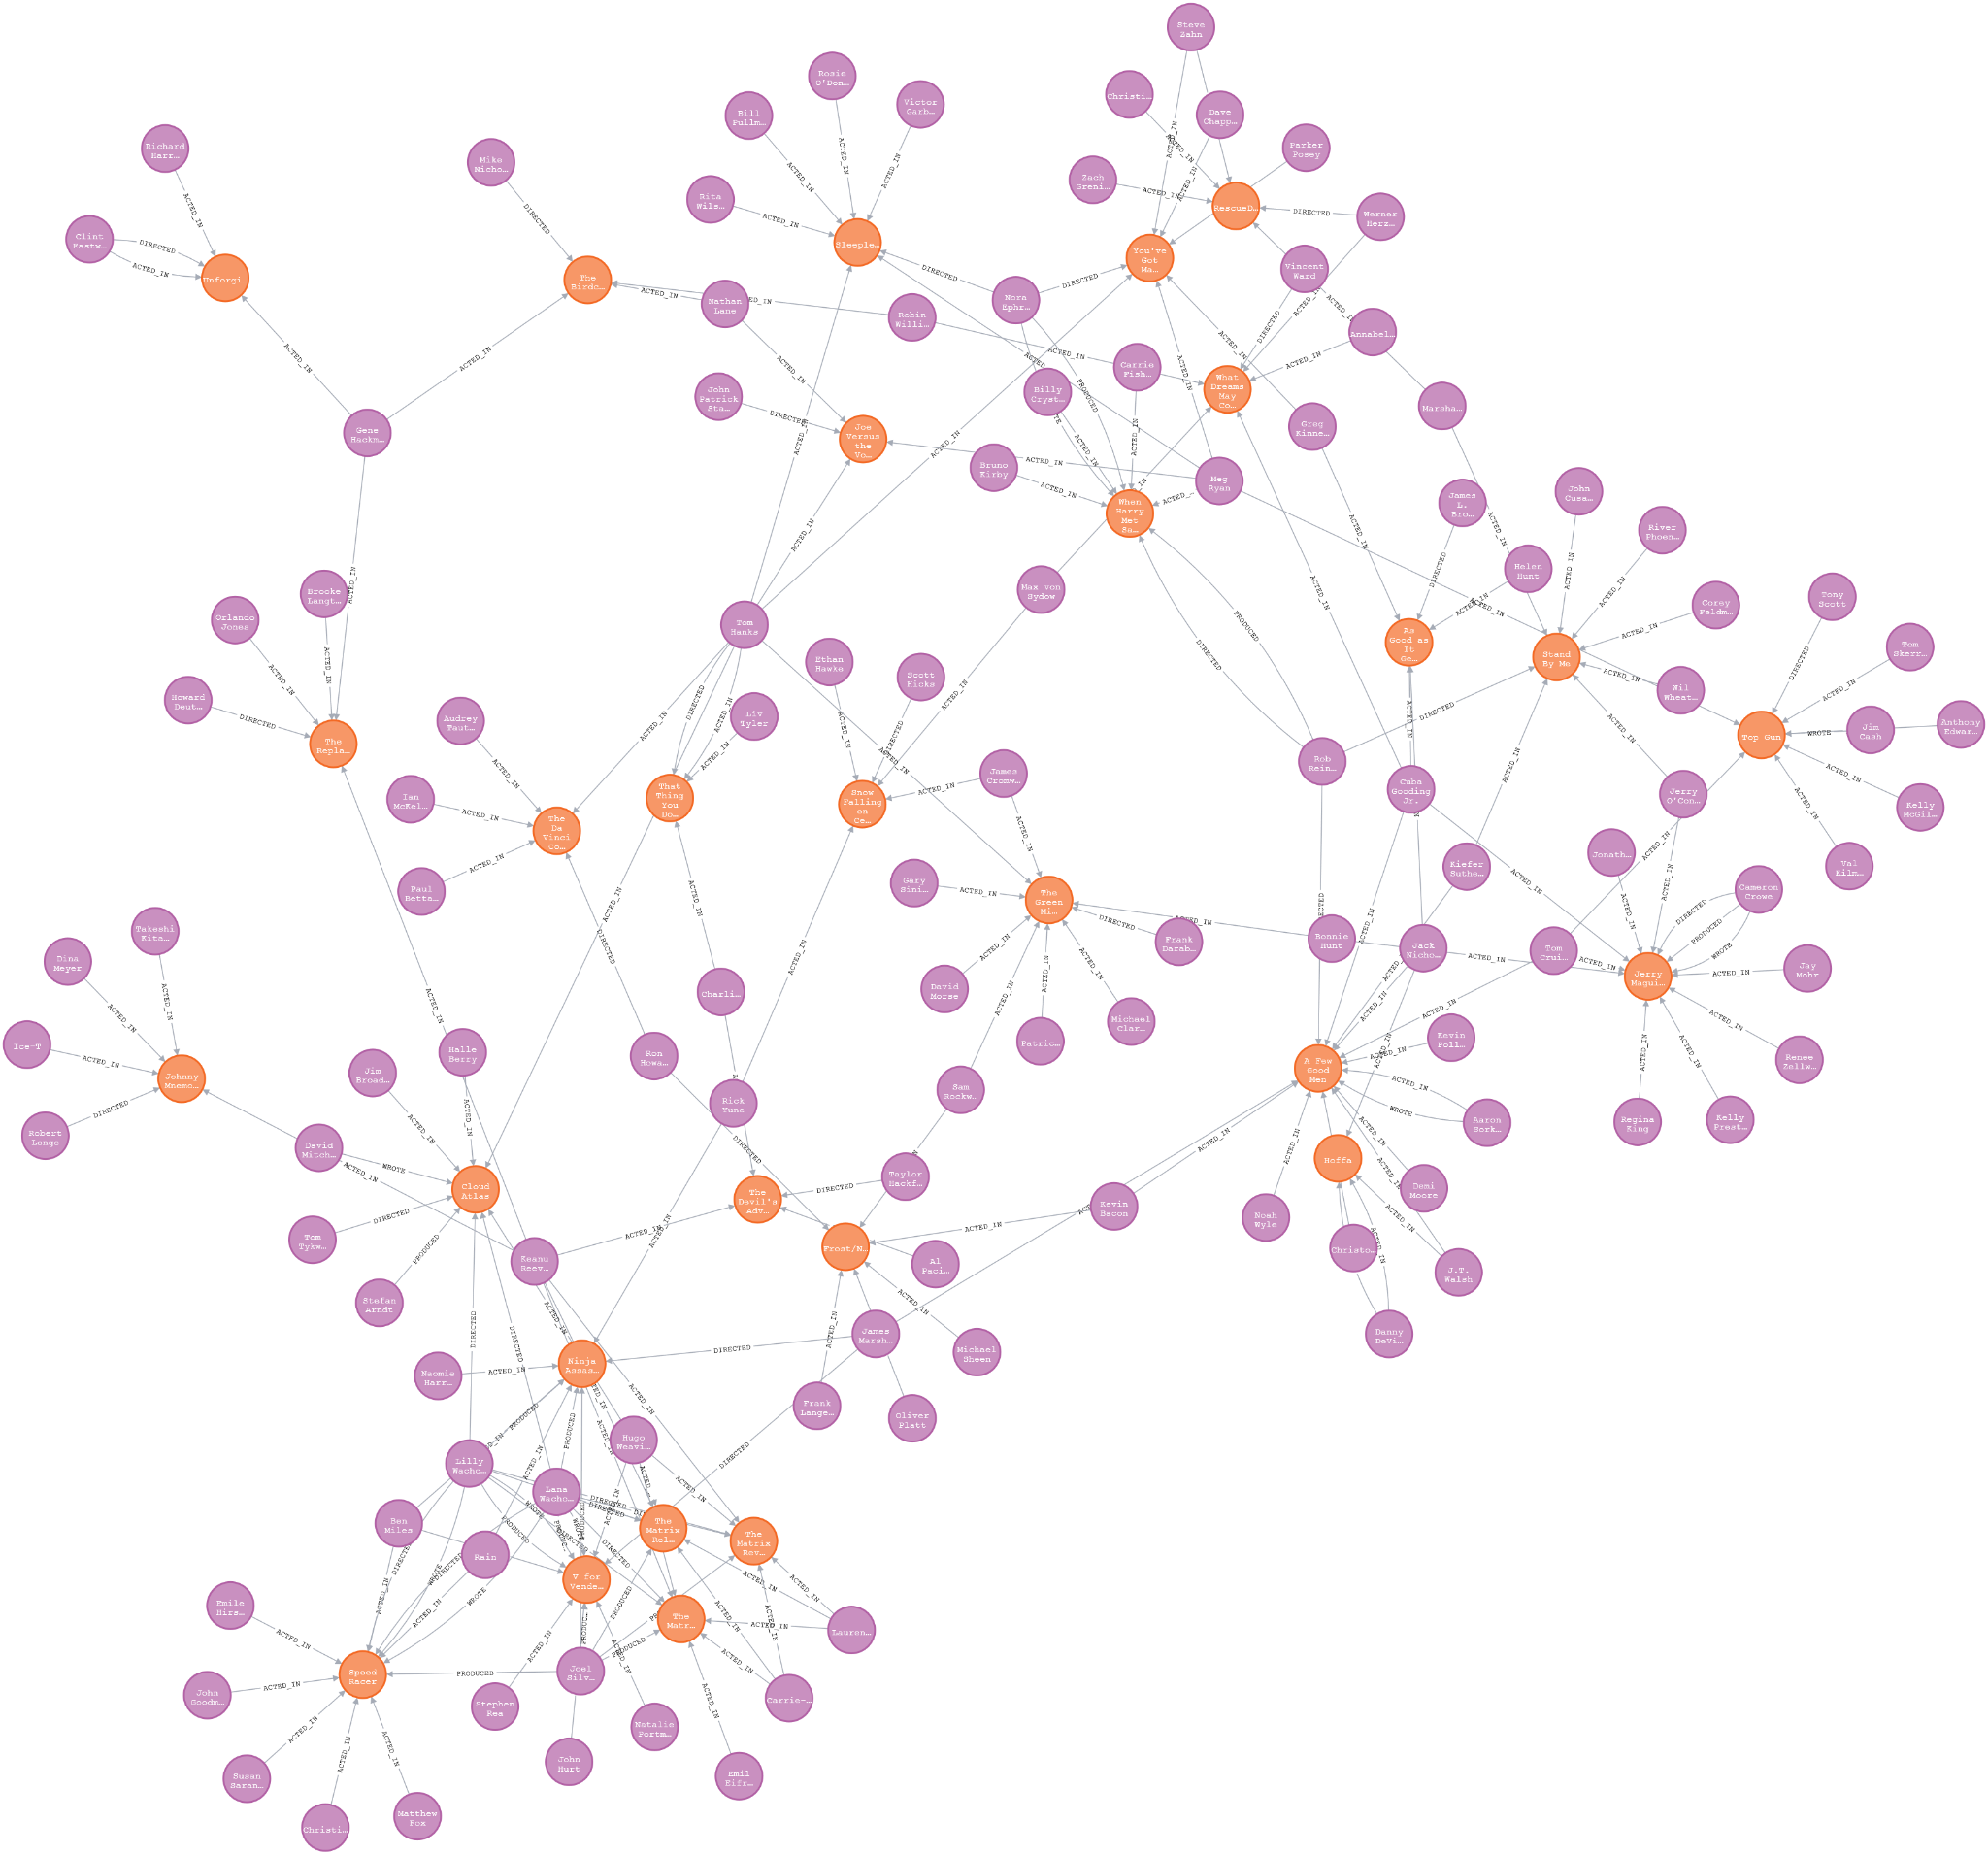 Steve
Zahn
Rosie
O'Don…
Christi…
Bill
Pullm…
Victor
Garb…
Dave
Chapp…
Richard
Harr…
Mike
Nicho…
Parker
Posey
Zach
Greni…
Rita
Wils…
RescueD…
Werner
Herz…
Clint
Eastw…
Sleeple…
You've
Got
Ma…
Vincent
Ward
Unforgi…
The
Birdc…
Nathan
Lane
Nora
Ephr…
Robin
Willi…
Annabel…
Carrie
Fish…
What
Dreams
May
Co…
John
Patrick
Sta…
Billy
Cryst…
Marsha…
Gene
Hackm…
Joe
Versus
the
Vo…
Greg
Kinne…
Bruno
Kirby
Meg
Ryan
When
Harry
Met
Sa…
James
L.
Bro…
John
Cusa…
River
Phoen…
Helen
Hunt
Max von
Sydow
Brooke
Langt…
Orlando
Jones
Tom
Hanks
Tony
Scott
Corey
Feldm…
As
Good as
It
Ge…
Stand
By Me
Tom
Skerr…
Ethan
Hawke
Scott
Hicks
Wil
Wheat…
Howard
Deut…
Audrey
Taut…
Liv
Tyler
The
Repla…
Top Gun
Jim
Cash
Anthony
Edwar…
Rob
Rein…
James
Cromw…
Cuba
Gooding
Jr.
Jerry
O'Con…
Ian
McKel…
That
Thing
You
Do…
Snow
Falling
on
Ce…
Kelly
McGil…
The
Da
Vinci
Co…
Jonath…
Kiefer
Suthe…
Val
Kilm…
Paul
Betta…
Gary
Sini…
The
Green
Mi…
Cameron
Crowe
Takeshi
Kita…
Frank
Darab…
Bonnie
Hunt
Jack
Nicho…
Tom
Crui…
Dina
Meyer
David
Morse
Charli…
Jerry
Magui…
Jay
Mohr
Ice-T
Halle
Berry
Ron
Howa…
Patric…
Michael
Clar…
Kevin
Poll…
Renee
Zellw…
Johnny
Mnemo…
Jim
Broad…
Rick
Yune
Sam
Rockw…
A Few
Good
Men
Robert
Longo
David
Mitch…
Aaron
Sork…
Regina
King
Kelly
Prest…
Cloud
Atlas
Taylor
Hackf…
Hoffa
The
Devil's
Adv…
Kevin
Bacon
Noah
Wyle
Demi
Moore
Tom
Tykw…
Keanu
Reev…
Frost/N…
Al
Paci…
Christo…
J.T.
Walsh
Stefan
Arndt
James
Marsh…
Michael
Sheen
Danny
DeVi…
Naomie
Harr…
Ninja
Assas…
Frank
Lange…
Oliver
Platt
Hugo
Weavi…
Lilly
Wacho…
Lana
Wacho…
Ben
Miles
Rain
The
Matrix
Rel…
The
Matrix
Rev…
V for
Vende…
Emile
Hirs…
The
Matr…
Lauren…
Speed
Racer
Joel
Silv…
John
Goodm…
Stephen
Rea
Natalie
Portm…
Carrie-…
Susan
Saran…
John
Hurt
Emil
Eifr…
Christi…
Matthew
Fox
ACTED_IN
DIRECTED
PRODUCED
WROTE